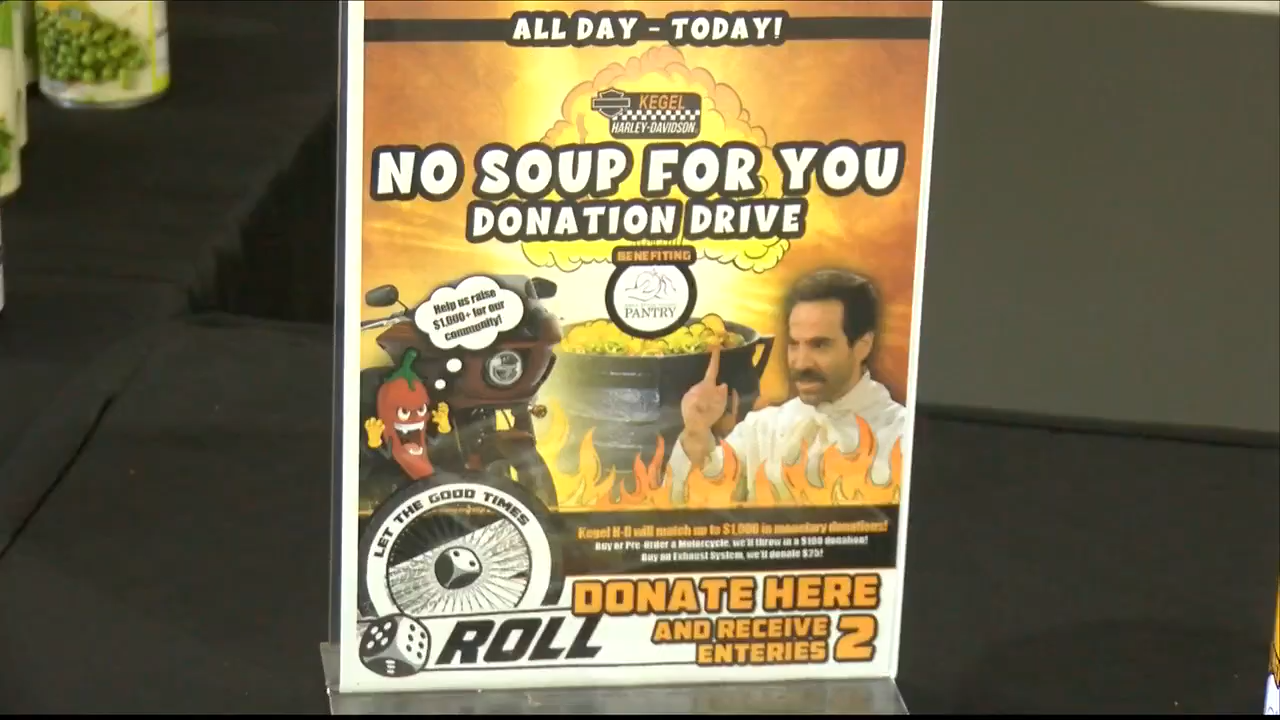 ALL DAY - TODAY!
KEGEL
HARLEY-DAVIDSON
NO SOUP FOR YOU
DONATION DRIVE
BENEFITING
PANTRY
Help us raise
$1,000+ for our
community!
LET THE GOOD TIMES
ROLL
Kegel H-D will match up to $1,000 in monetary donations!
Buy or Pre-Order a Motorcycle, we'll throw in a $100 donation!
Buy an Exhaust System, we'll donate $25!
DONATE HERE
AND RECEIVE 2
ENTERIES